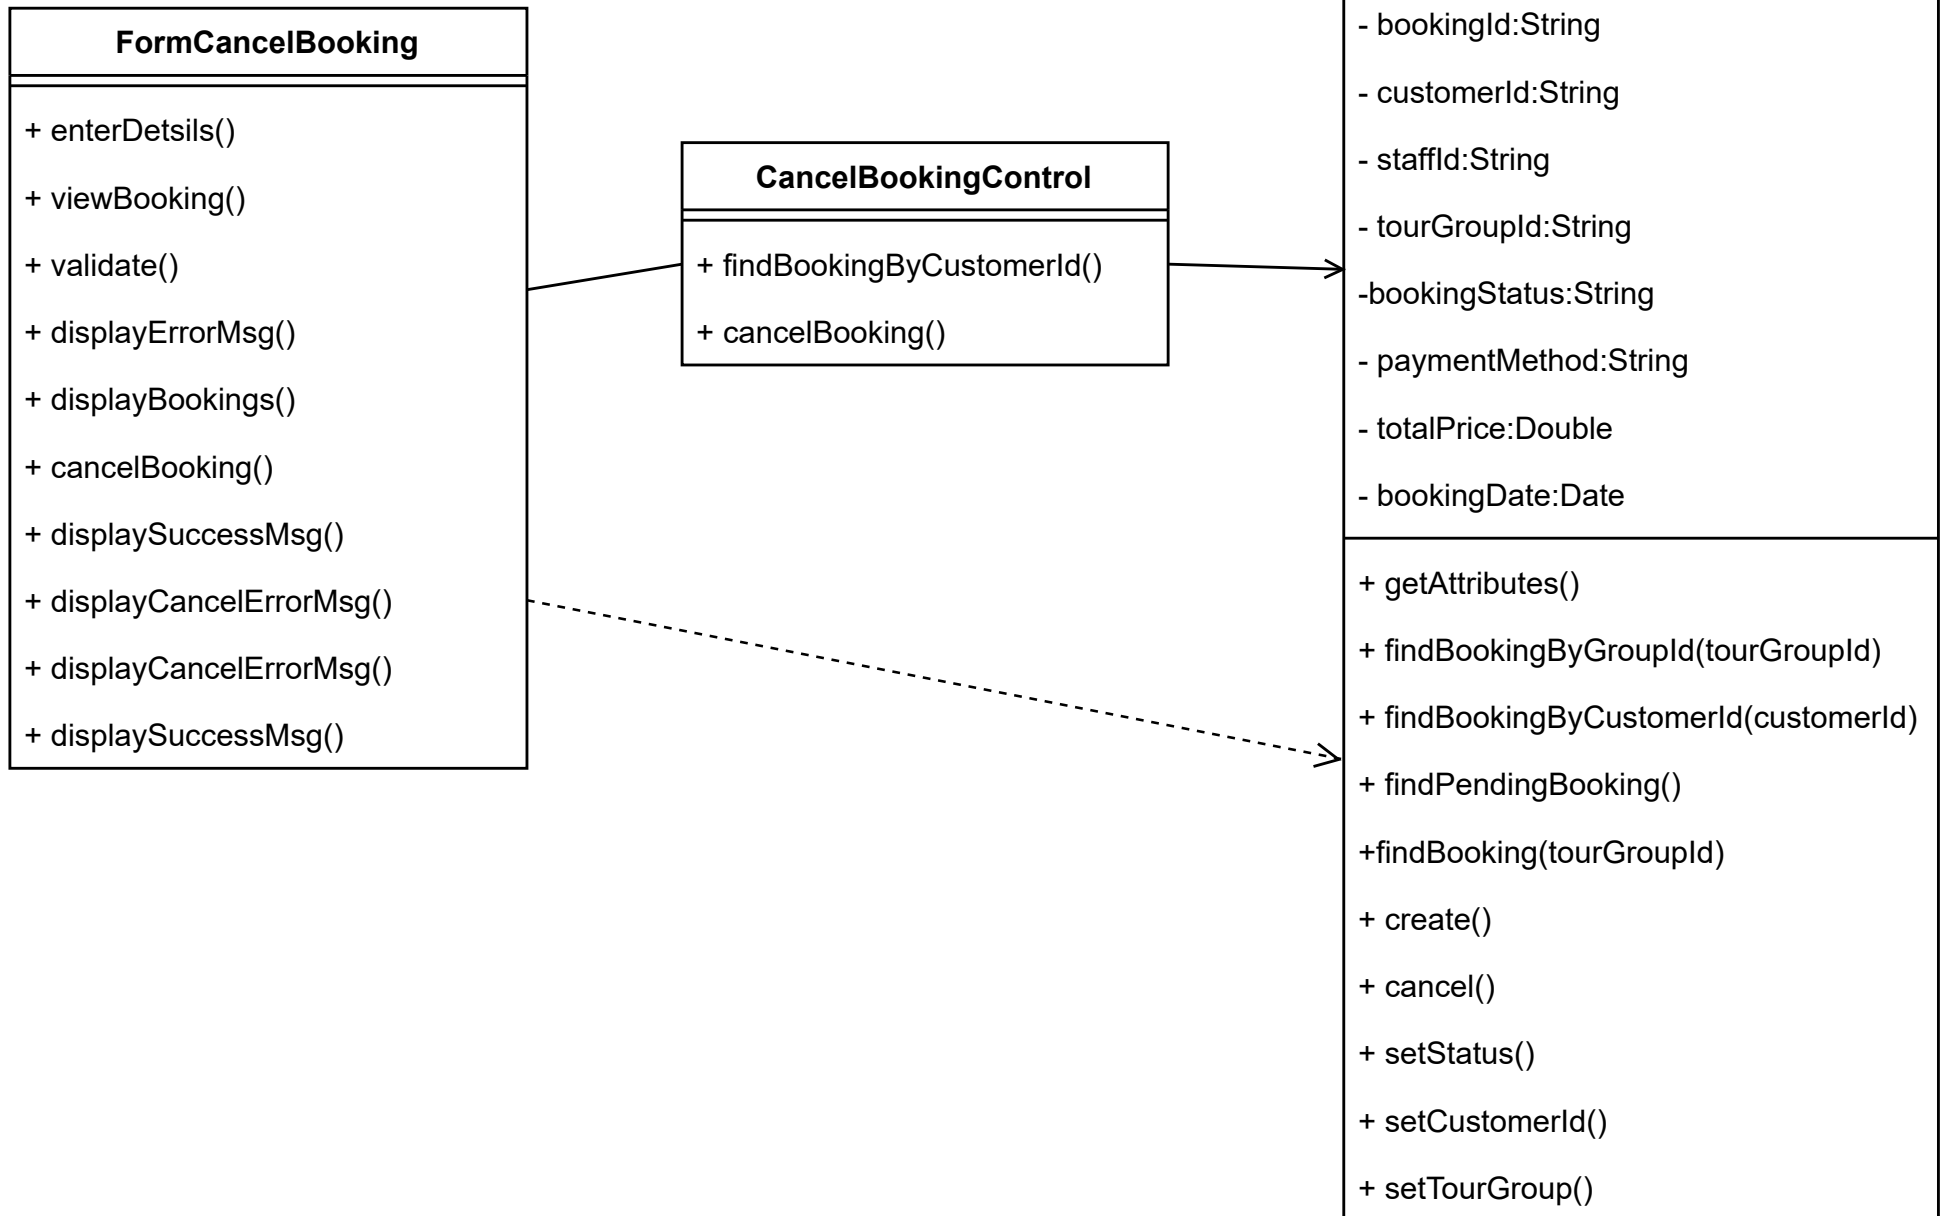 FormCancelBooking
+ enterDetsils()
+ viewBooking()
+ validate()
+ displayErrorMsg()
+ displayBookings()
+ cancelBooking()
+ displaySuccessMsg()
+ displayCancelErrorMsg()
+ displayCancelErrorMsg()
+ displaySuccessMsg()
CancelBookingControl
+ findBookingByCustomerId()
+ cancelBooking()
- bookingId:String
- customerId:String
- staffId:String
- tourGroupId:String
-bookingStatus:String
- paymentMethod:String
- totalPrice:Double
- bookingDate:Date
+ getAttributes()
+ findBookingByGroupId(tourGroupId)
+ findBookingByCustomerId(customerId)
+ findPendingBooking()
+findBooking(tourGroupId)
+ create()
+ cancel()
+ setStatus()
+ setCustomerId()
+ setTourGroup()